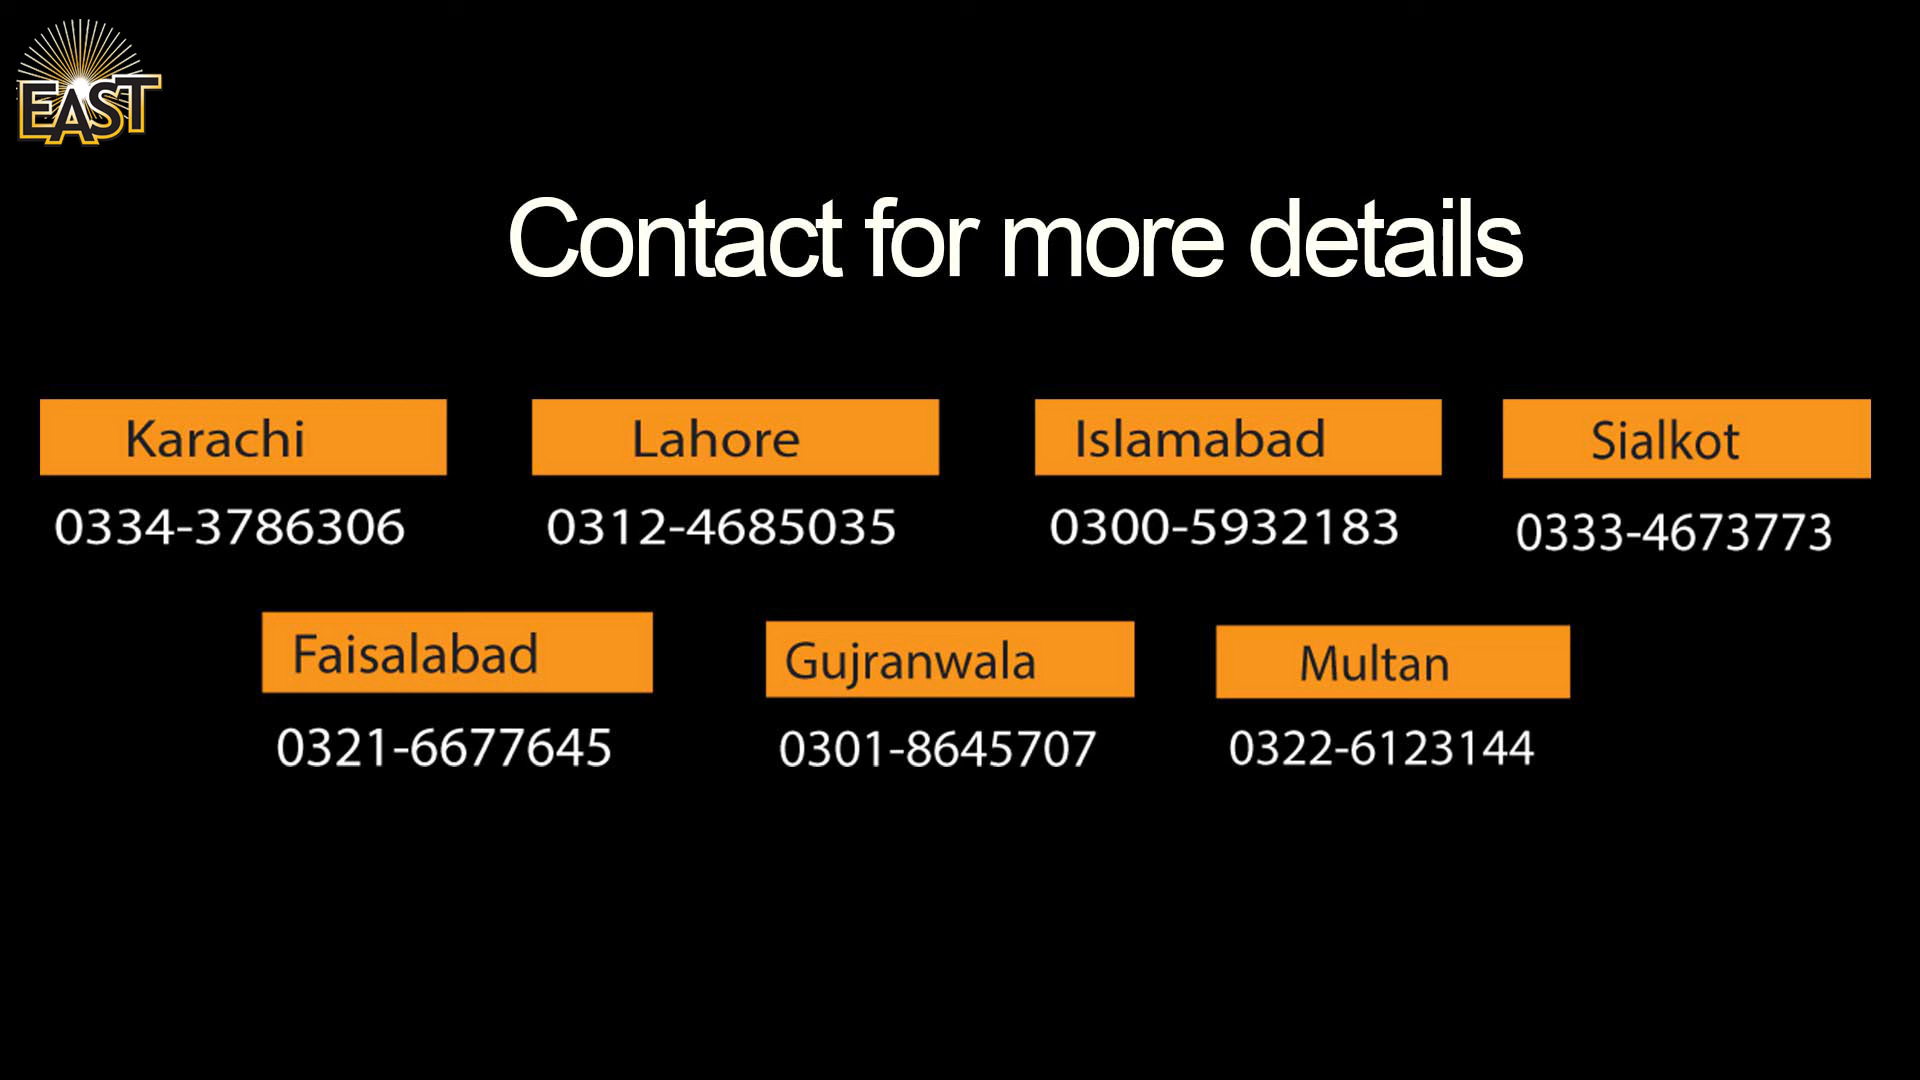 EAST
Contact for more details
Karachi Lahore Islamabad Sialkot
0334-3786306 0312-4685035 0300-5932183 0333-4673773
Faisalabad Gujranwala Multan
0321-6677645 0301-8645707 0322-6123144